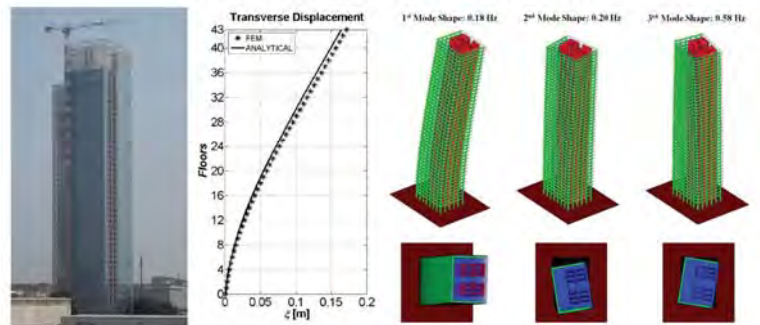 Transverse Displacement
43
40
36
32
28
24
20
16
12
8
4
0
Floors
FEM
ANALYTICAL
0
0.05
0.1
0.15
0.2
ξ [m]
1st Mode Shape: 0.18 Hz
2nd Mode Shape: 0.20 Hz
3rd Mode Shape: 0.58 Hz